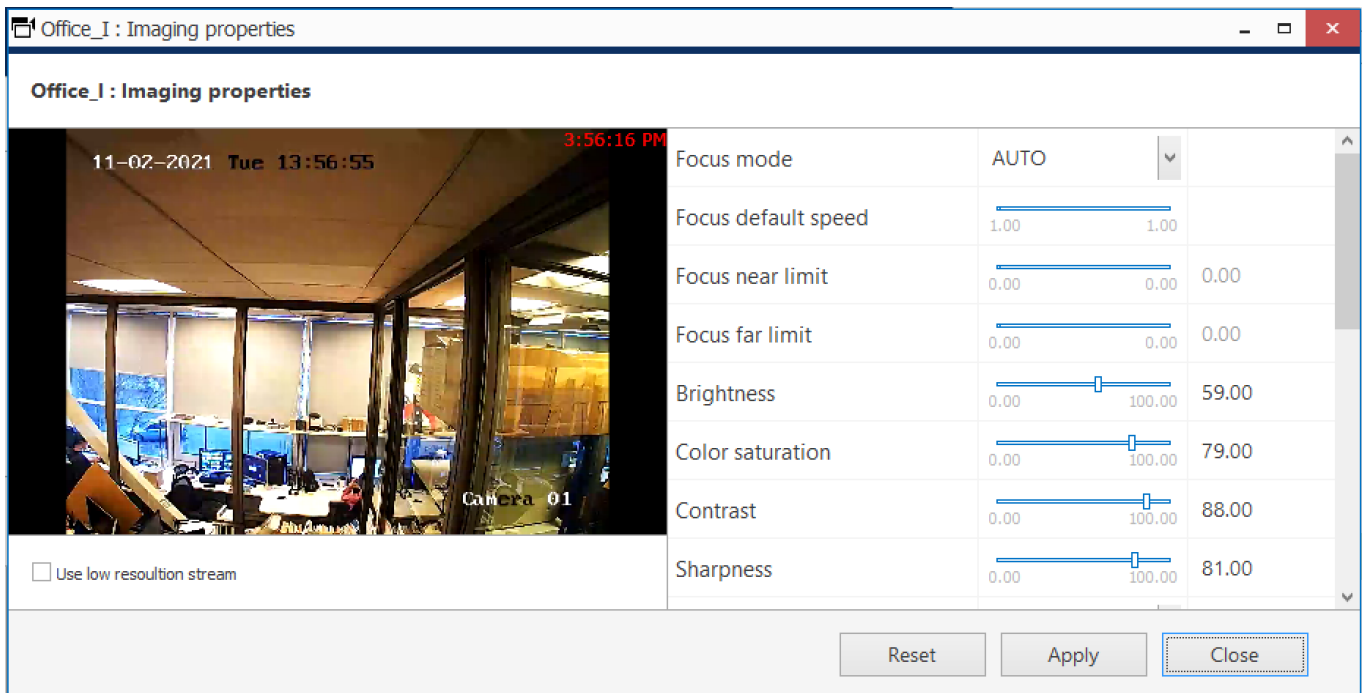 Office_I : Imaging properties
Office_I : Imaging properties
3:56:16 PM
11-02-2021 Tue 13:56:55
Camera 01
Use low resoultion stream
Focus mode AUTO
Focus default speed 1.00 1.00
Focus near limit 0.00 0.00 0.00
Focus far limit 0.00 0.00 0.00
Brightness 0.00 100.00 59.00
Color saturation 0.00 100.00 79.00
Contrast 0.00 100.00 88.00
Sharpness 0.00 100.00 81.00
Reset Apply Close